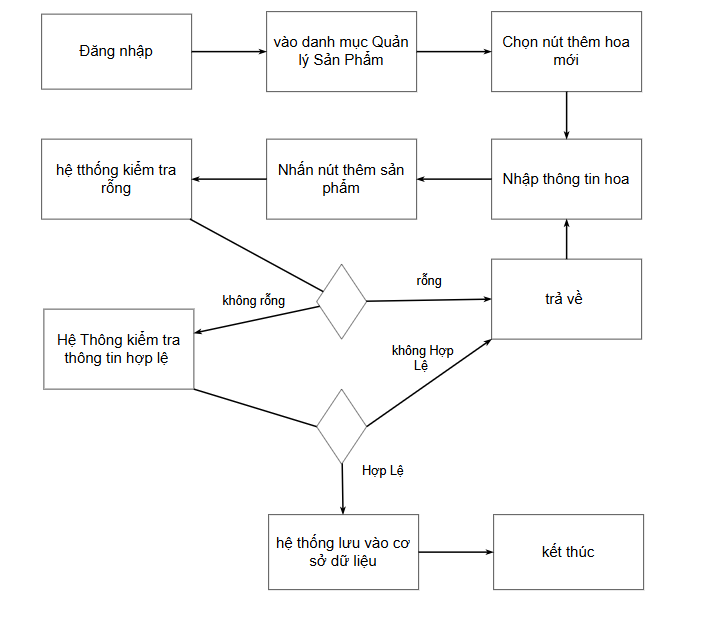 Đăng nhập
vào danh mục Quản
lý Sản Phẩm
Chọn nút thêm hoa
mới
hệ tthống kiểm tra
rỗng
Nhấn nút thêm sản
phẩm
Nhập thông tin hoa
rỗng
trả về
không rỗng
Hệ Thông kiểm tra
thông tin hợp lệ
không Hợp
Lệ
Hợp Lệ
hệ thống lưu vào cơ
sở dữ liệu
kết thúc